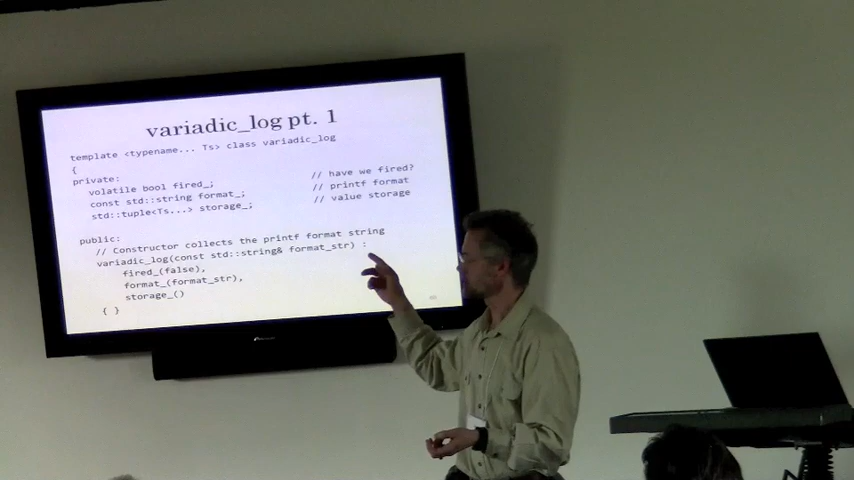 variadic_log pt. 1
template <typename... Ts> class variadic_log
{
private:
volatile bool fired_; // have we fired?
const std::string format_; // printf format
std::tuple<Ts...> storage_; // value storage
public:
// Constructor collects the printf format string
variadic_log(const std::string& format_str) :
fired_(false),
format_(format_str),
storage_()
{ }